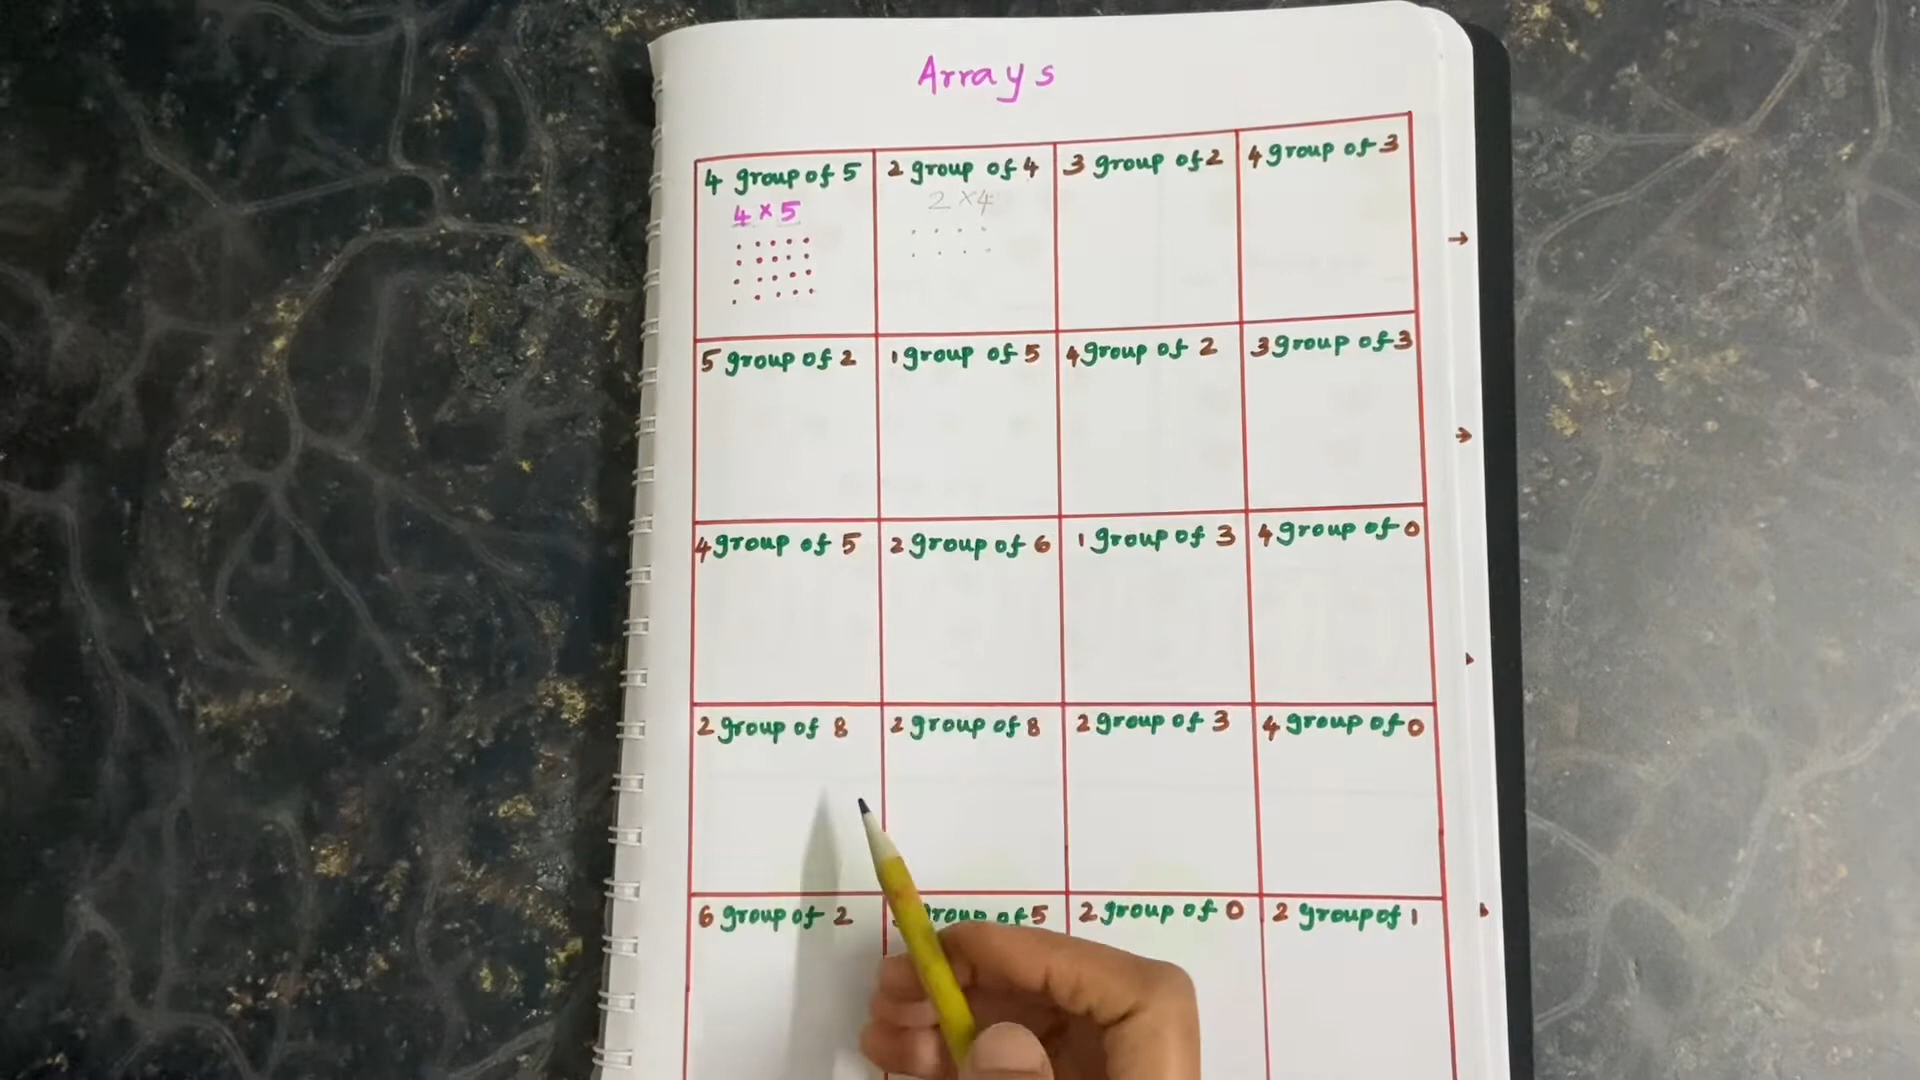 Arrays
4 group of 5
4 × 5
2 group of 4
2 × 4
3 group of 2
4 group of 3
5 group of 2
1 group of 5
4 group of 2
3 group of 3
4 group of 5
2 group of 6
1 group of 3
4 group of 0
2 group of 8
2 group of 8
2 group of 3
4 group of 0
6 group of 2
group of 5
2 group of 0
2 group of 1